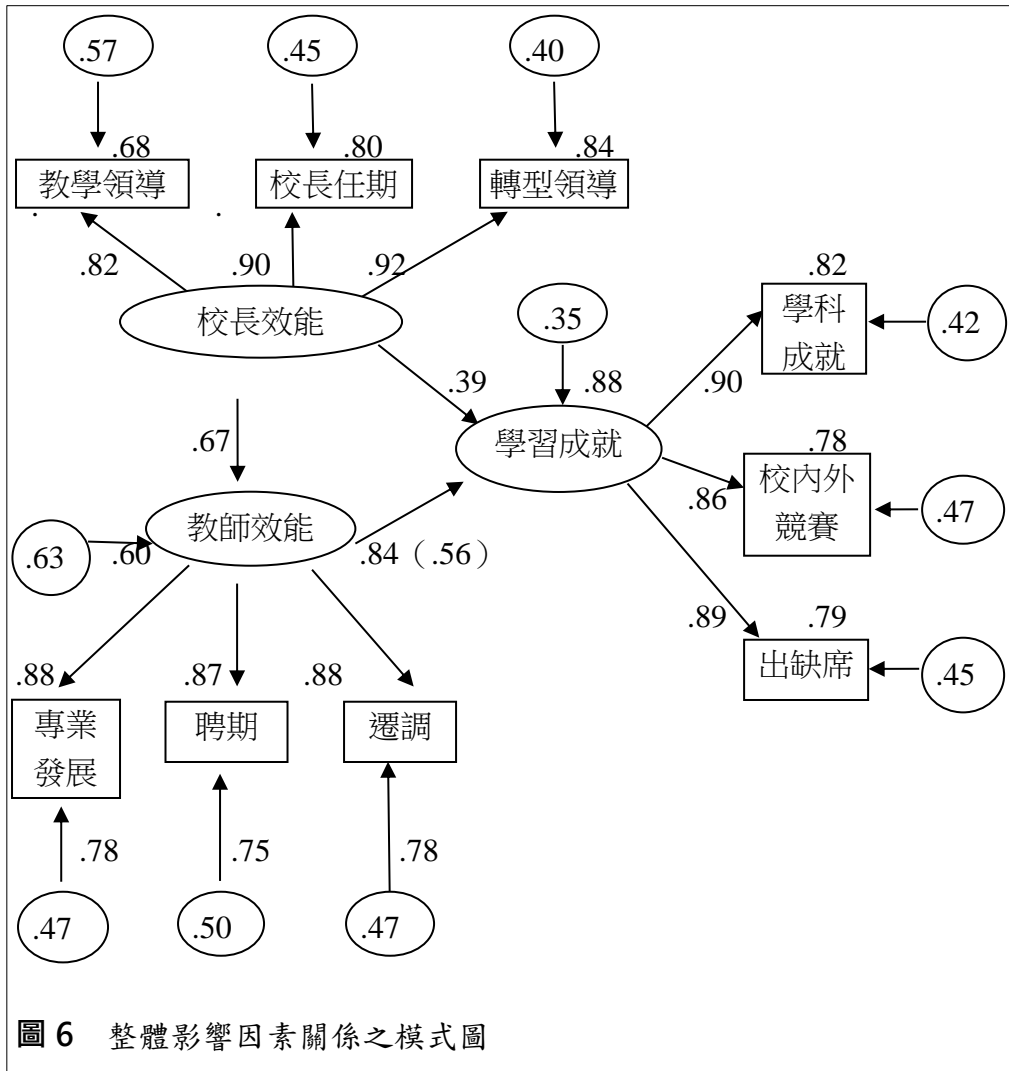 .57
.45
.40
.68
.80
.84
教學領導
校長任期
轉型領導
.82
.90
.92
校長效能
.35
.82
學科
成就
.42
.39
.88
.90
學習成就
.67
.78
校內外
競賽
.86
.47
教師效能
.63
.60
.84（.56）
.89
.79
出缺席
.45
.88
.87
.88
專業
發展
聘期
遷調
.78
.75
.78
.47
.50
.47
圖 6 整體影響因素關係之模式圖